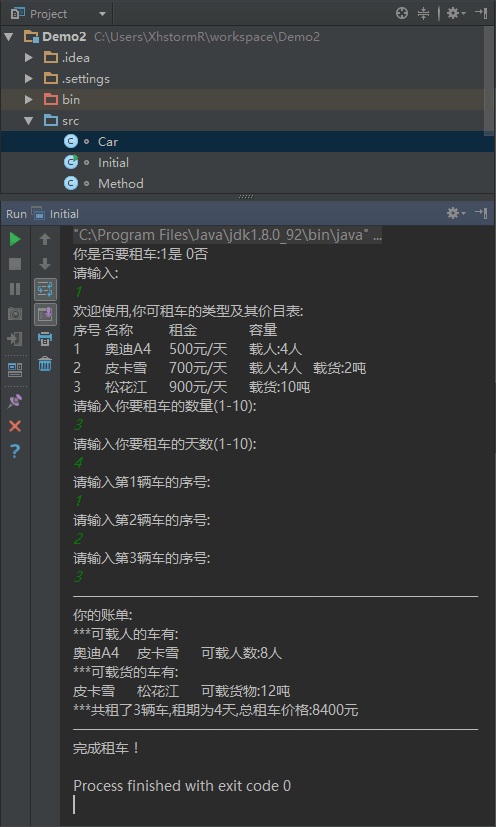 Project
Demo2 C:\Users\XhstormR\workspace\Demo2
.idea
.settings
bin
src
Car
Initial
Method
Run Initial
"C:\Program Files\Java\jdk1.8.0_92\bin\java" ...
你是否要租车:1是 0否
请输入:
1
欢迎使用,你可租车的类型及其价目表:
序号 名称 租金 容量
1 奥迪A4 500元/天 载人:4人
2 皮卡雪 700元/天 载人:4人 载货:2吨
3 松花江 900元/天 载货:10吨
请输入你要租车的数量(1-10):
3
请输入你要租车的天数(1-10):
4
请输入第1辆车的序号:
1
请输入第2辆车的序号:
2
请输入第3辆车的序号:
3
你的账单:
***可载人的车有:
奥迪A4 皮卡雪 可载人数:8人
***可载货的车有:
皮卡雪 松花江 可载货物:12吨
***共租了3辆车,租期为4天,总租车价格:8400元
完成租车！
Process finished with exit code 0